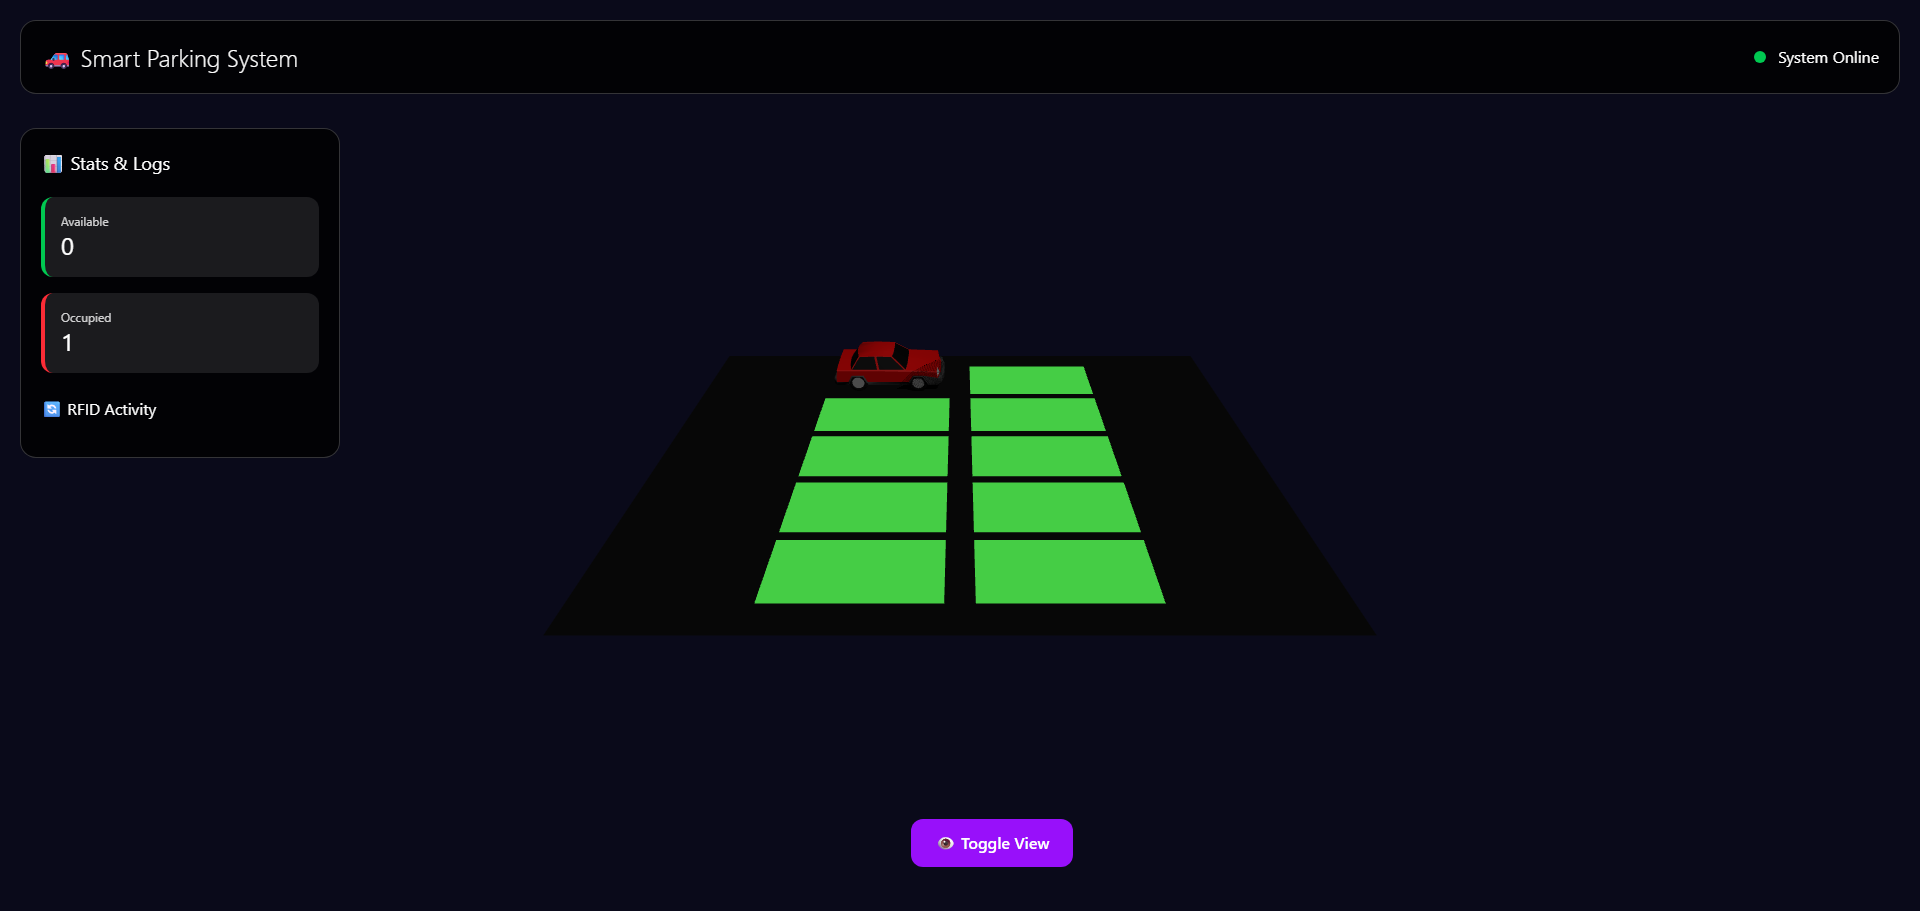 Smart Parking System
System Online
Stats & Logs
Available
0
Occupied
1
RFID Activity
Toggle View